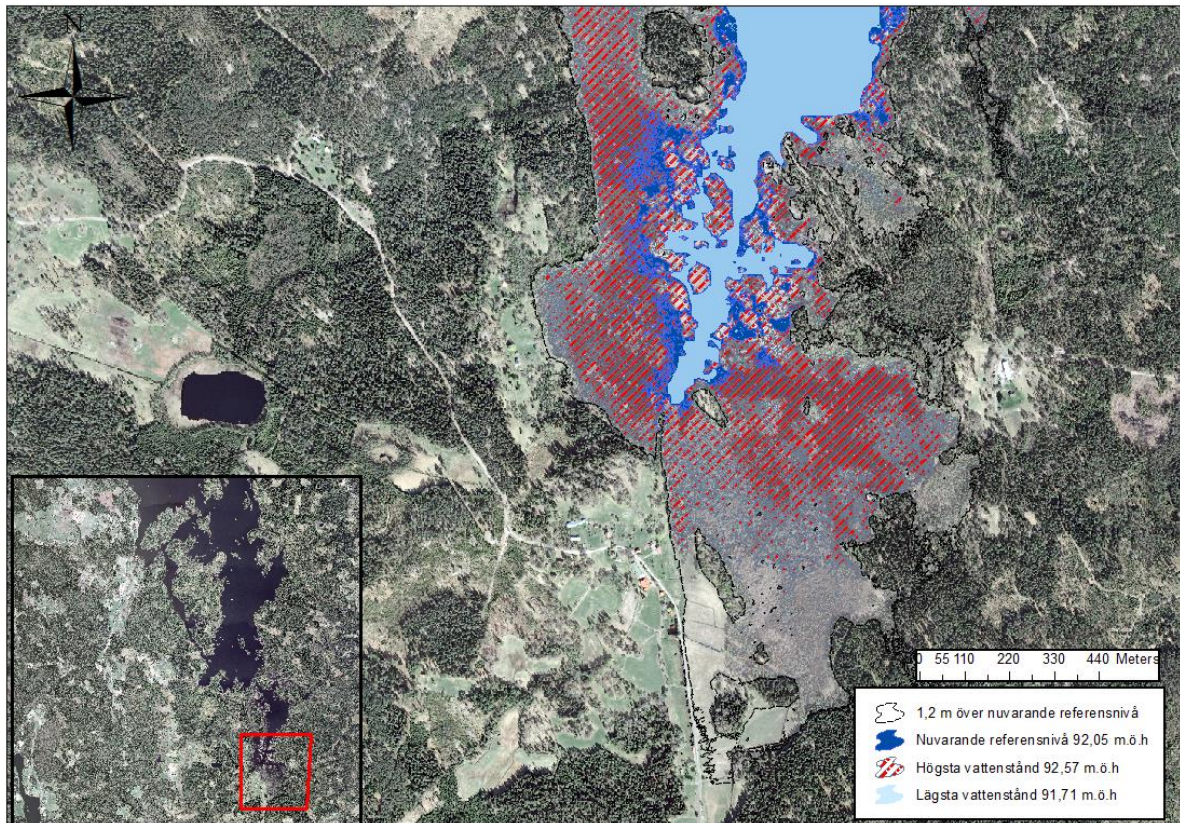 N
0 55 110 220 330 440 Meters
1,2 m över nuvarande referensnivå
Nuvarande referensnivå 92,05 m.ö.h
Högsta vattenstånd 92,57 m.ö.h
Lägsta vattenstånd 91,71 m.ö.h